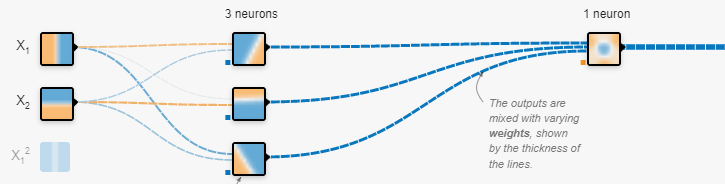 3 neurons
1 neuron
X₁
X₂
X₁²
The outputs are
mixed with varying
weights, shown
by the thickness of
the lines.